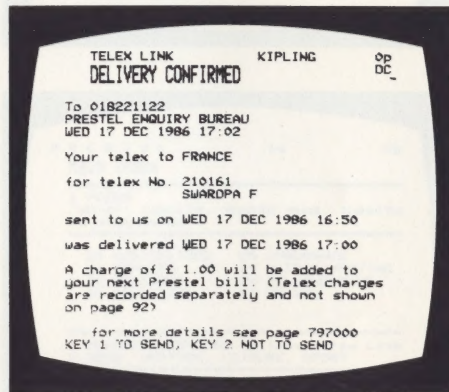 TELEX LINK KIPLING 0p
DELIVERY CONFIRMED DC_
To 018221122
PRESTEL ENQUIRY BUREAU
WED 17 DEC 1986 17:02
Your telex to FRANCE
for telex No. 210161
SWARDPA F
sent to us on WED 17 DEC 1986 16:50
was delivered WED 17 DEC 1986 17:00
A charge of £ 1.00 will be added to
your next Prestel bill. (Telex charges
are recorded separately and not shown
on page 92)
for more details see page 797000
KEY 1 TO SEND, KEY 2 NOT TO SEND